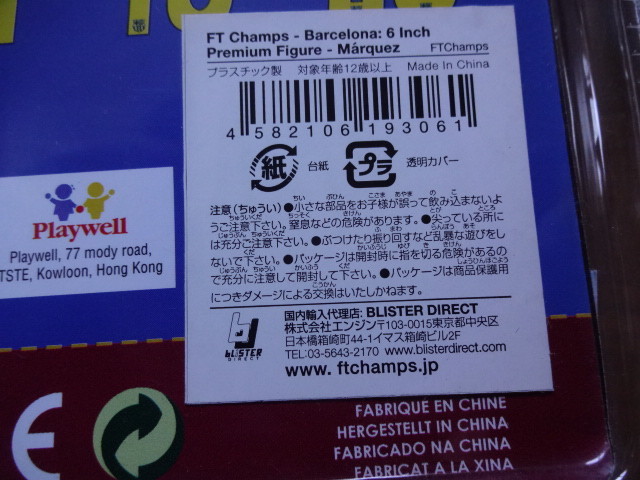 FT Champs - Barcelona: 6 Inch
Premium Figure - Márquez FTChamps
プラスチック製 対象年齢12歳以上 Made in China
4 582106 193061
紙 台紙 プラ 透明カバー
注意(ちゅうい)●小さな部品をお子様が誤って飲み込まないよ
うご注意下さい。窒息などの危険があります。●尖っている所に
は充分ご注意下さい。●ぶつけたり振り回すなど乱暴な遊びをし
ないで下さい。●パッケージは開封時に指を切る危険があるの
で充分に注意して開封して下さい。●パッケージは商品保護用
につきダメージによる交換はいたしかねます。
国内輸入代理店: BLISTER DIRECT
株式会社エンジン〒103-0015東京都中央区
日本橋箱崎町44-1イマス箱崎ビル2F
TEL:03-5643-2170 www.blisterdirect.com
www. ftchamps.jp
BLISTER
DIRECT
Playwell
Playwell, 77 mody road,
TSTE, Kowloon, Hong Kong
CE
FABRIQUÉ EN CHINE
HERGESTELLT IN CHINA
FABRICADO NA CHINA
FABRICAT A LA XINA